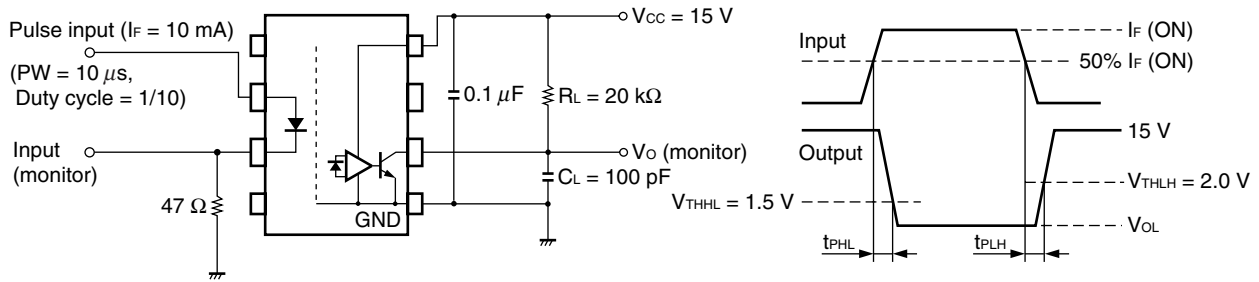 Pulse input (IF = 10 mA)
(PW = 10 μs,
Duty cycle = 1/10)
Input
(monitor)
47 Ω
GND
VCC = 15 V
0.1 μF
RL = 20 kΩ
VO (monitor)
CL = 100 pF
Input
IF (ON)
50% IF (ON)
Output
15 V
VTHHL = 1.5 V
VTHLH = 2.0 V
VOL
tPHL
tPLH